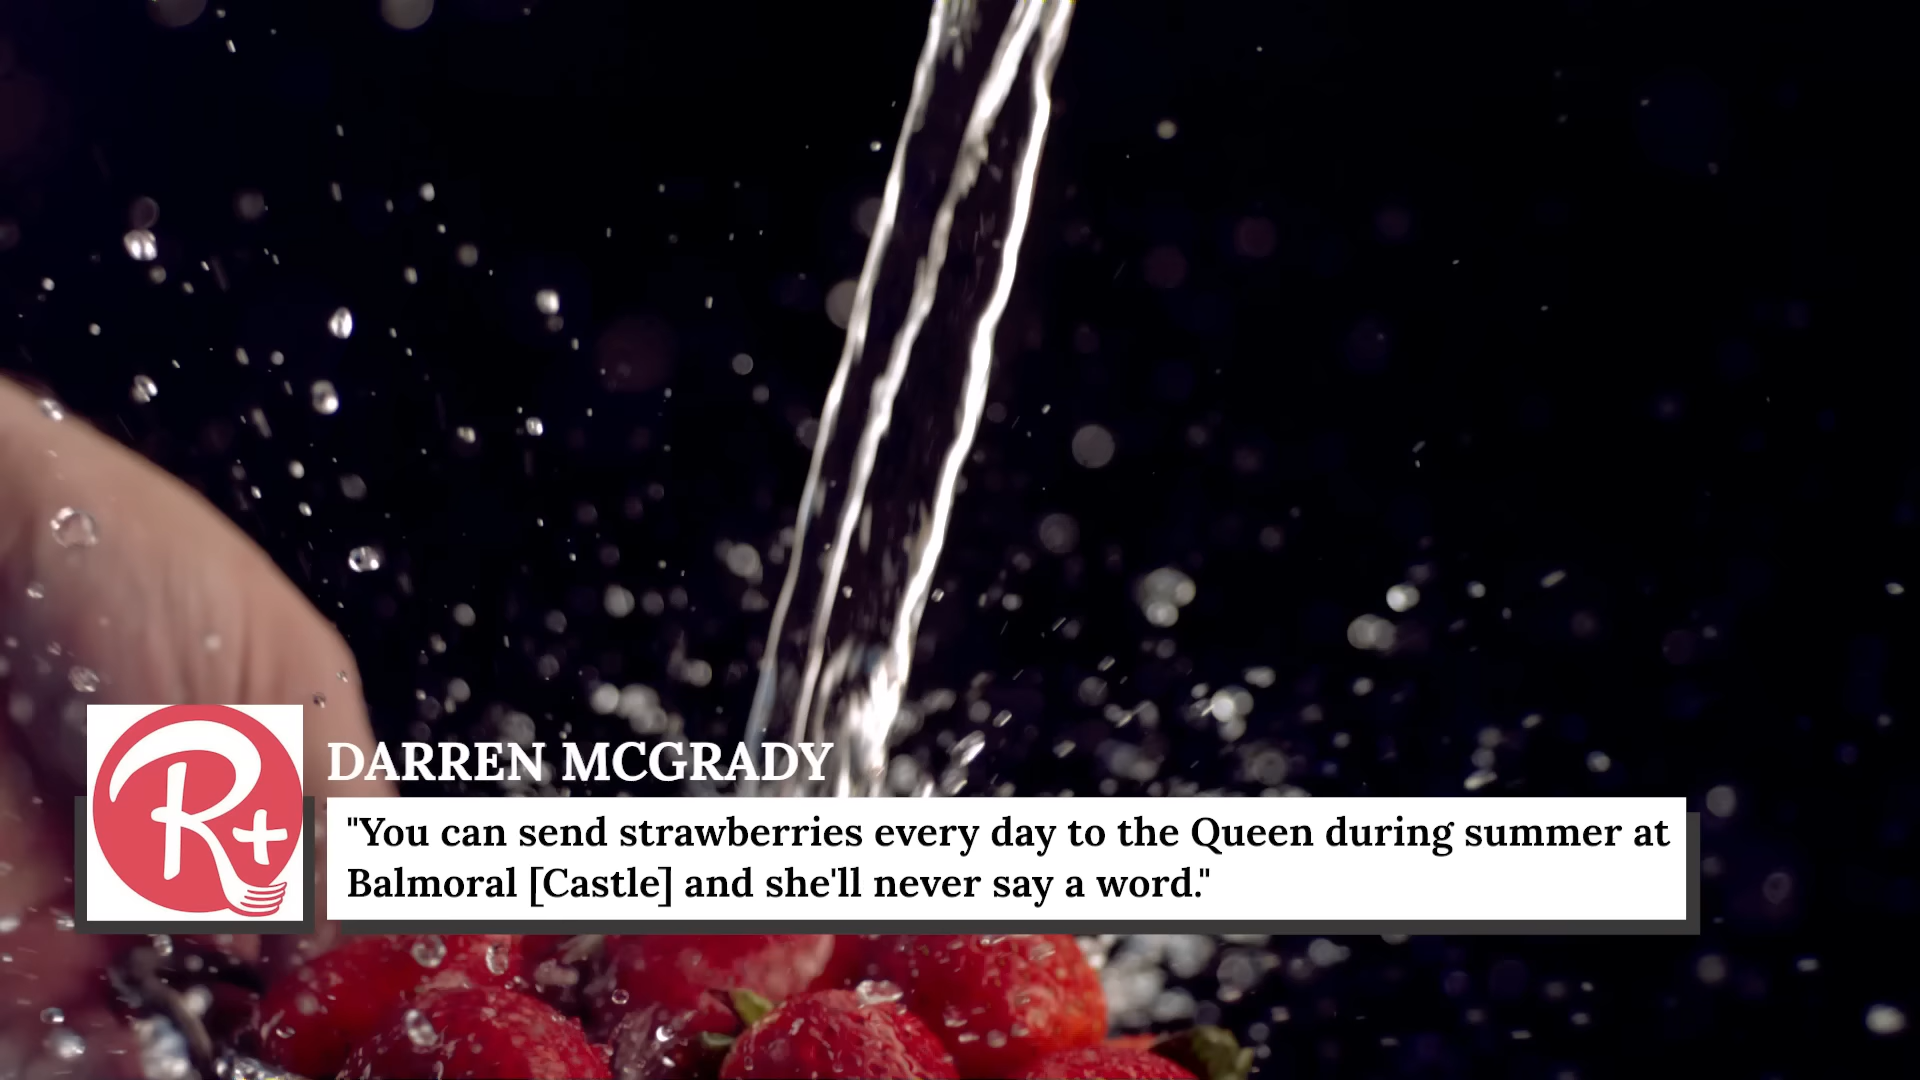 R+
DARREN MCGRADY
"You can send strawberries every day to the Queen during summer at
Balmoral [Castle] and she'll never say a word."